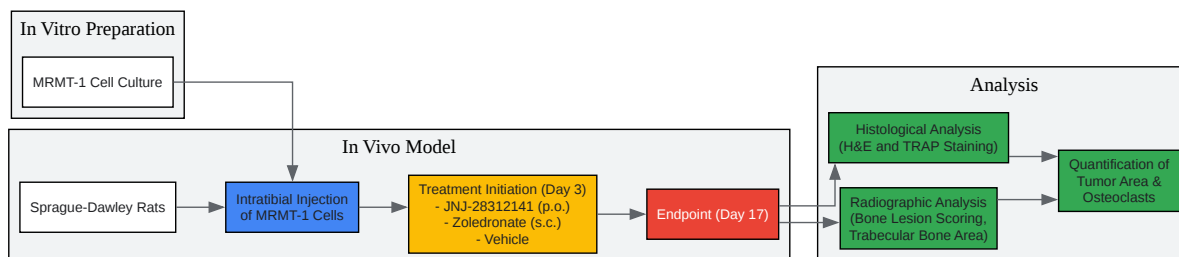 In Vitro Preparation
MRMT-1 Cell Culture
In Vivo Model
Sprague-Dawley Rats
Intratibial Injection
of MRMT-1 Cells
Treatment Initiation (Day 3)
- JNJ-28312141 (p.o.)
- Zoledronate (s.c.)
- Vehicle
Endpoint (Day 17)
Analysis
Histological Analysis
(H&E and TRAP Staining)
Radiographic Analysis
(Bone Lesion Scoring,
Trabecular Bone Area)
Quantification of
Tumor Area &
Osteoclasts